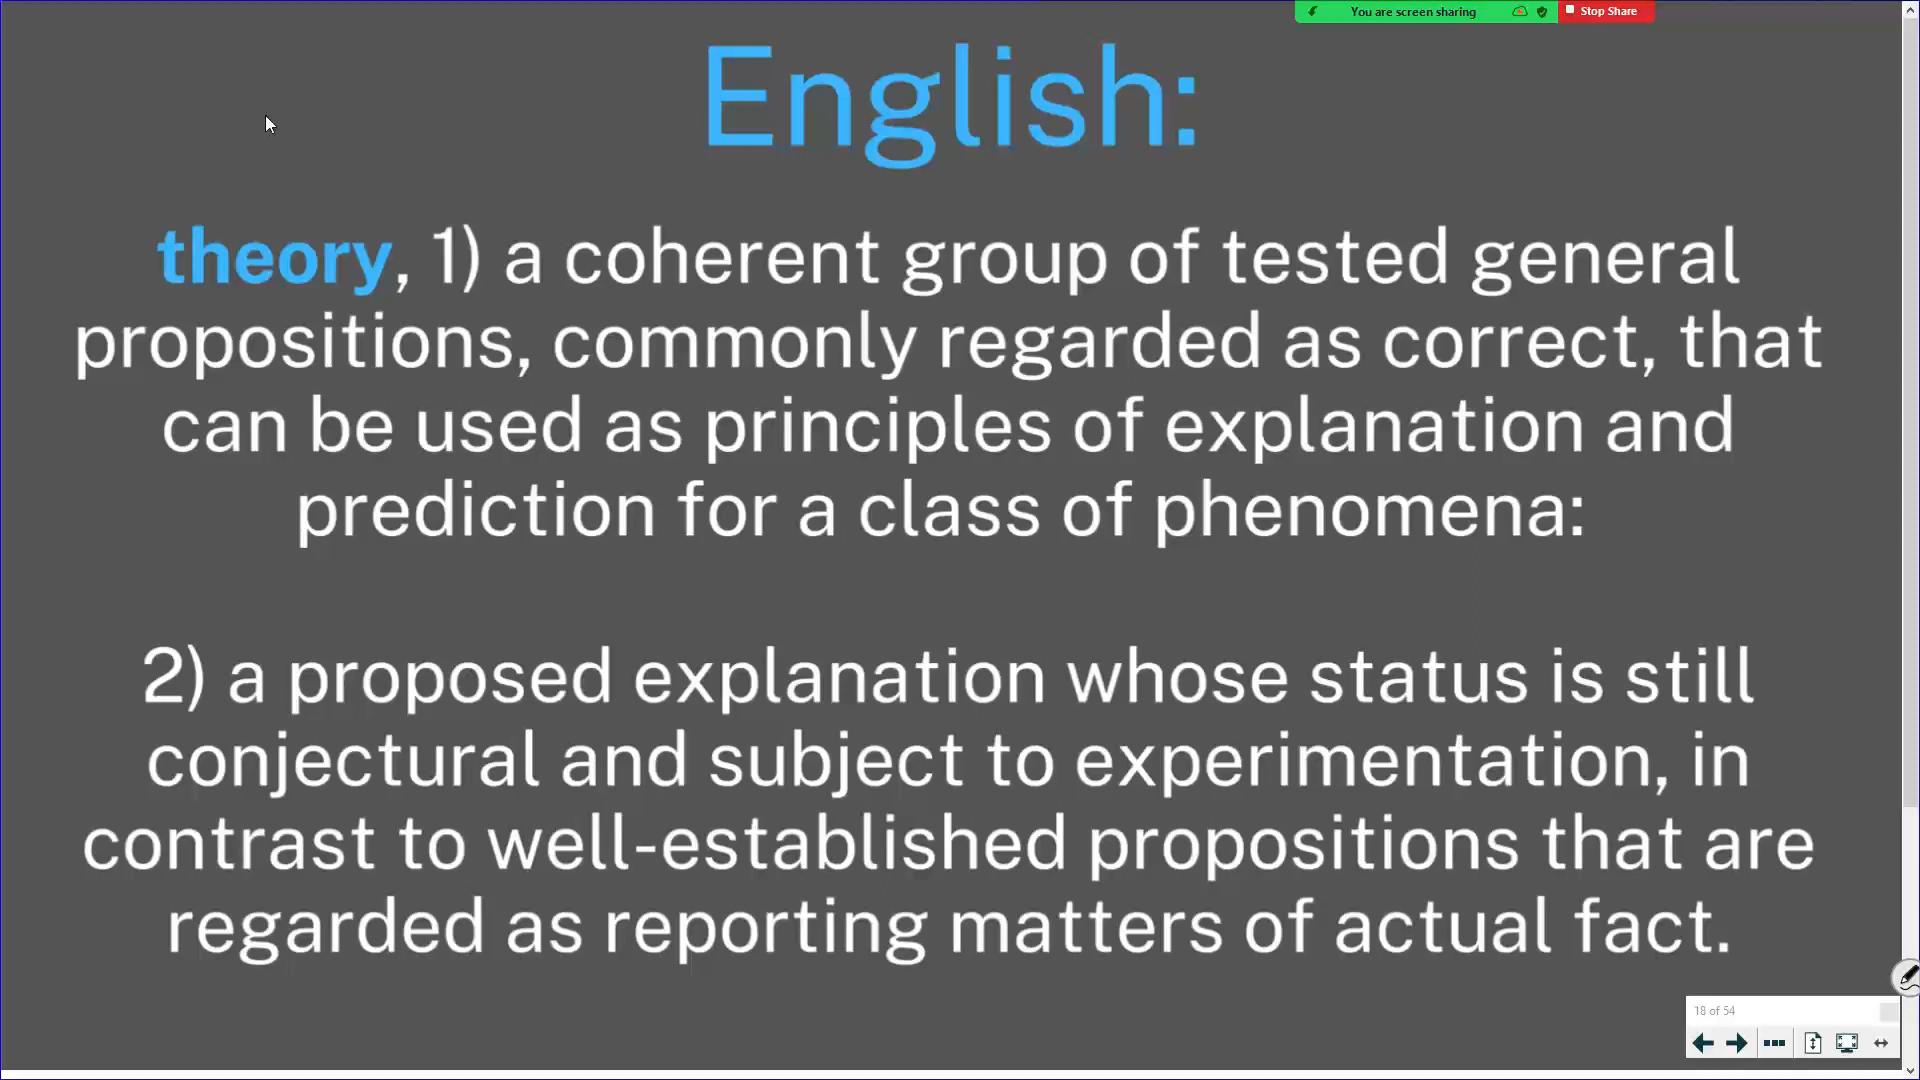 You are screen sharing
Stop Share
English:
theory, 1) a coherent group of tested general
propositions, commonly regarded as correct, that
can be used as principles of explanation and
prediction for a class of phenomena:
2) a proposed explanation whose status is still
conjectural and subject to experimentation, in
contrast to well-established propositions that are
regarded as reporting matters of actual fact.
18 of 54